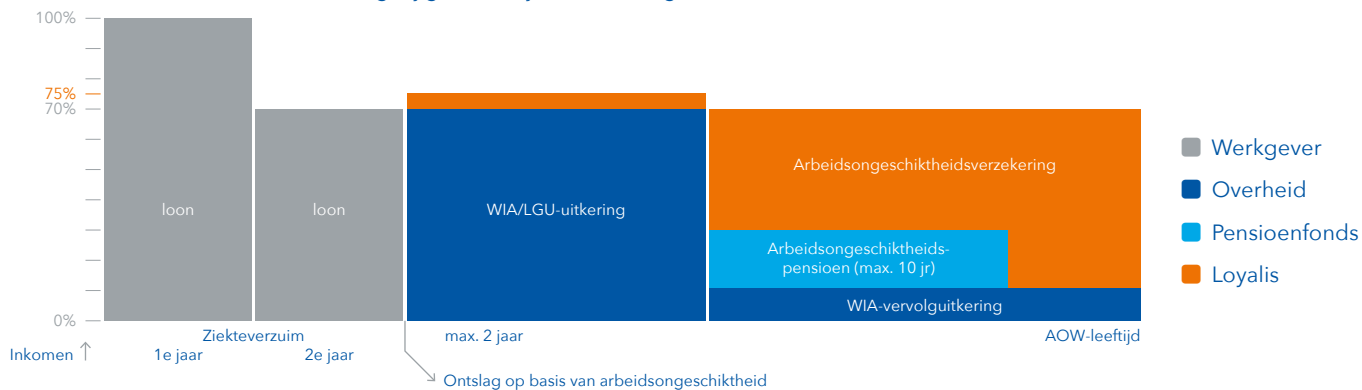 100%
75%
70%
0%
loon
loon
WIA/LGU-uitkering
Arbeidsongeschiktheidsverzekering
Arbeidsongeschiktheids-
pensioen (max. 10 jr)
WIA-vervolguitkering
Werkgever
Overheid
Pensioenfonds
Loyalis
Ziekteverzuim
max. 2 jaar
AOW-leeftijd
Inkomen
1e jaar
2e jaar
Ontslag op basis van arbeidsongeschiktheid